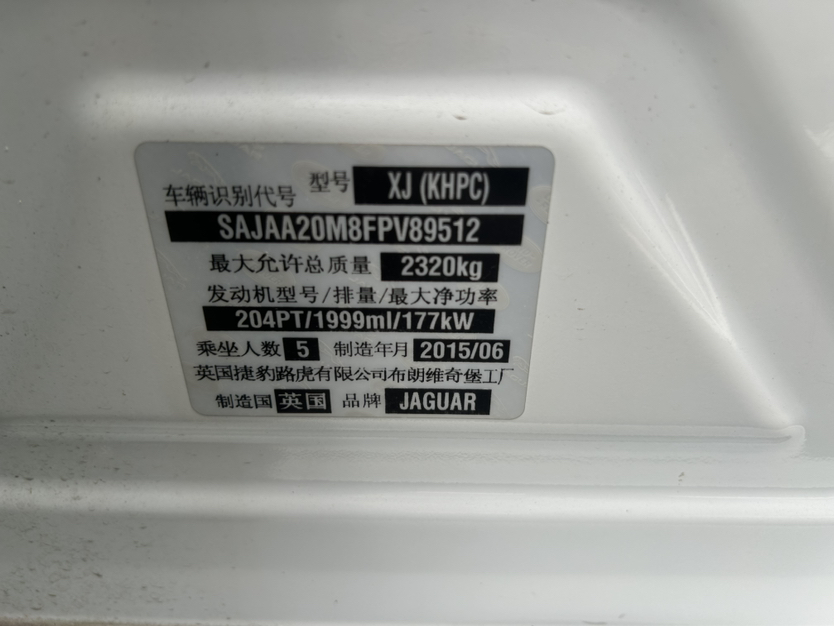 型号 XJ (KHPC)
车辆识别代号
SAJAA20M8FPV89512
最大允许总质量 2320kg
发动机型号/排量/最大净功率
204PT/1999ml/177kW
乘坐人数 5 制造年月 2015/06
英国捷豹路虎有限公司布朗维奇堡工厂
制造国 英国 品牌 JAGUAR